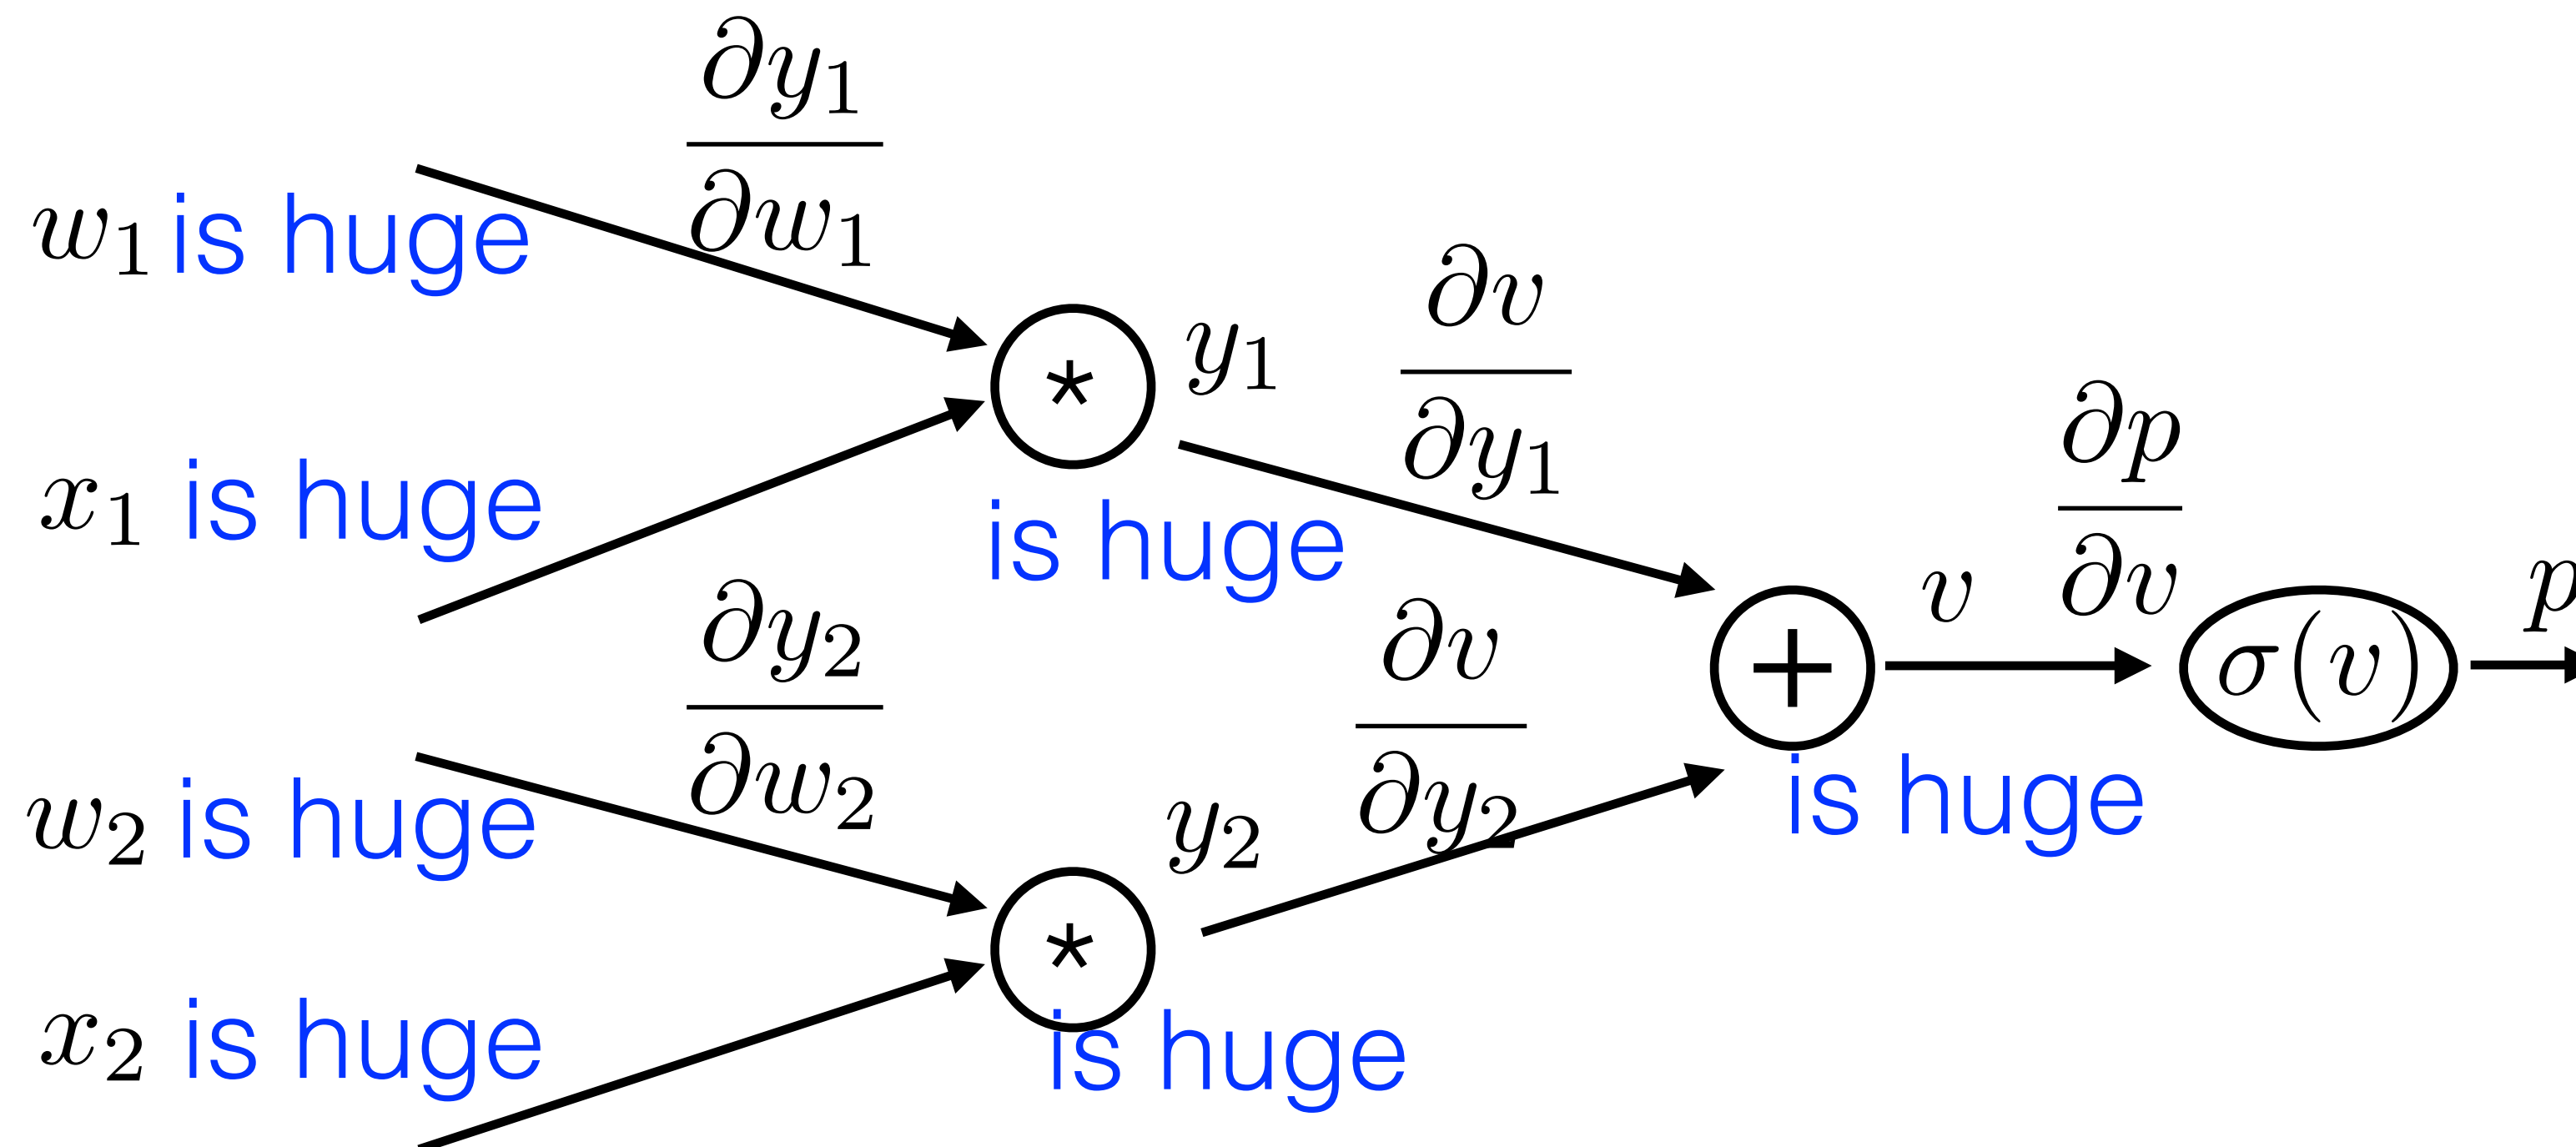 ∂y₁
∂w₁
w₁ is huge
*
y₁
∂v
∂y₁
x₁ is huge
is huge
∂p
∂v
v
σ(v)
p
+
is huge
∂y₂
∂w₂
w₂ is huge
∂v
∂y₂
y₂
*
x₂ is huge
is huge